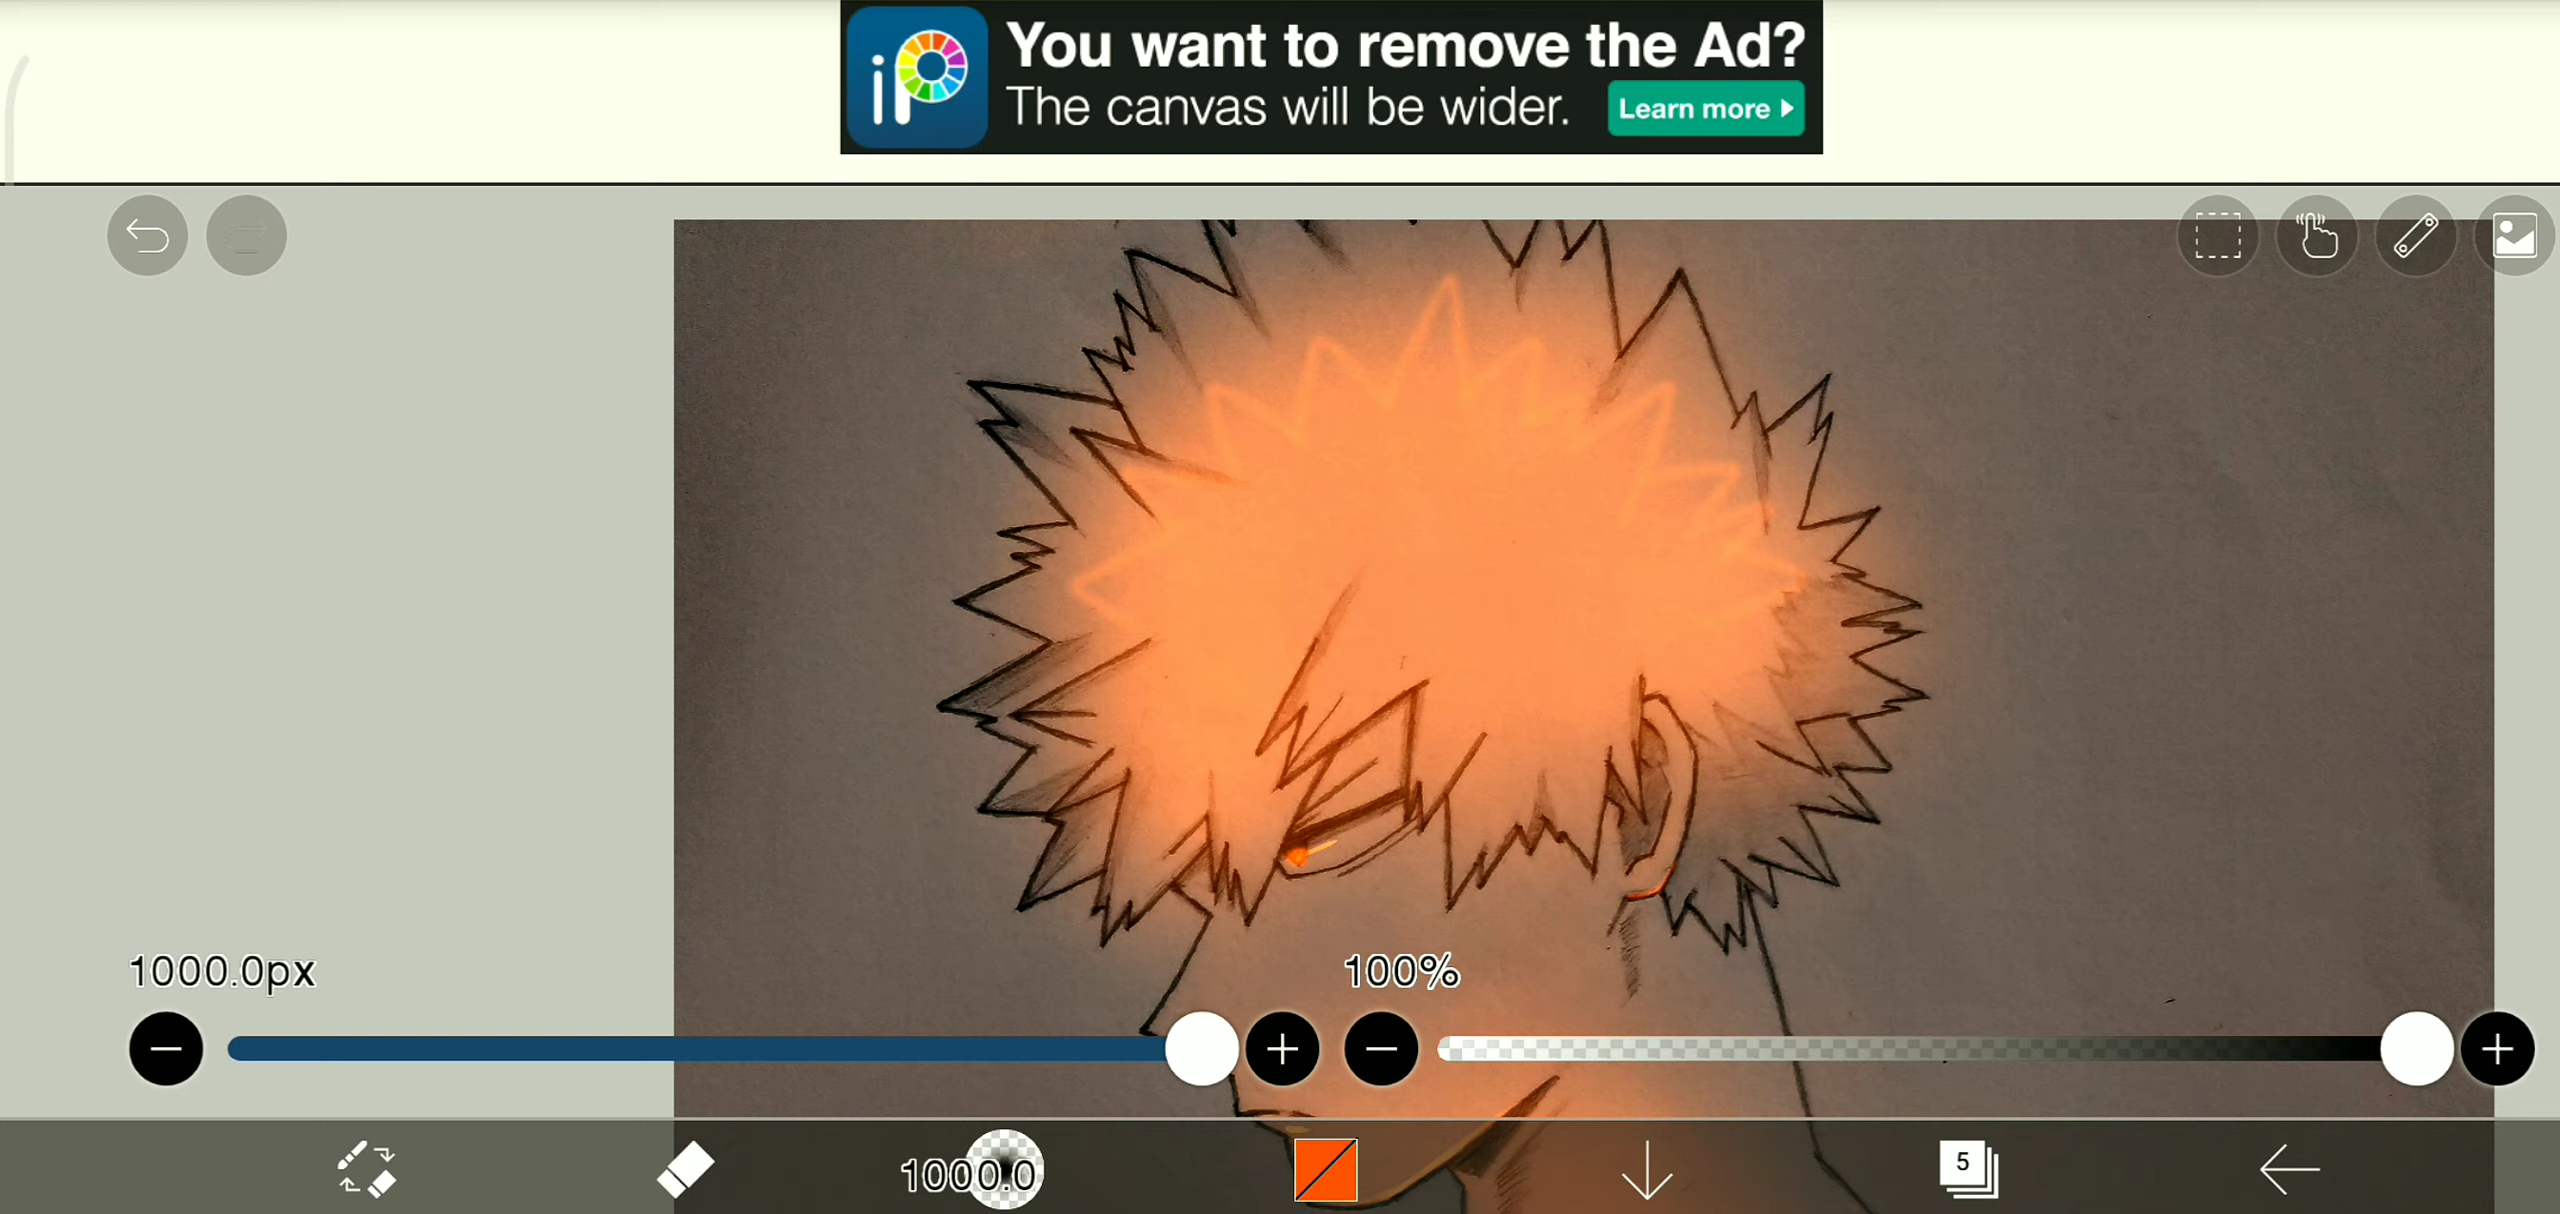 iP
You want to remove the Ad?
The canvas will be wider.
Learn more
1000.0px
100%
1000.0
5